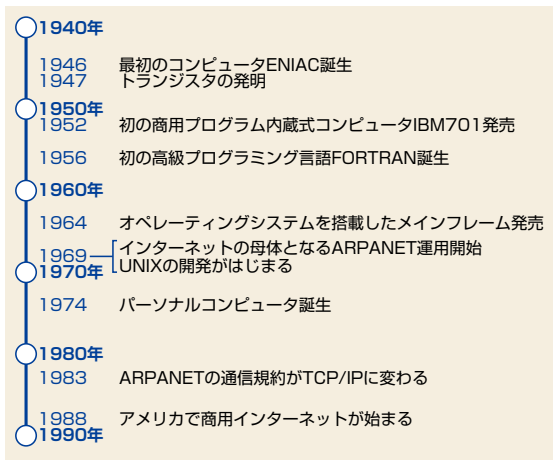 1940年
1946 最初のコンピュータENIAC誕生
1947 トランジスタの発明
1950年
1952 初の商用プログラム内蔵式コンピュータIBM701発売
1956 初の高級プログラミング言語FORTRAN誕生
1960年
1964 オペレーティングシステムを搭載したメインフレーム発売
1969 インターネットの母体となるARPANET運用開始
UNIXの開発がはじまる
1970年
1974 パーソナルコンピュータ誕生
1980年
1983 ARPANETの通信規約がTCP/IPに変わる
1988 アメリカで商用インターネットが始まる
1990年